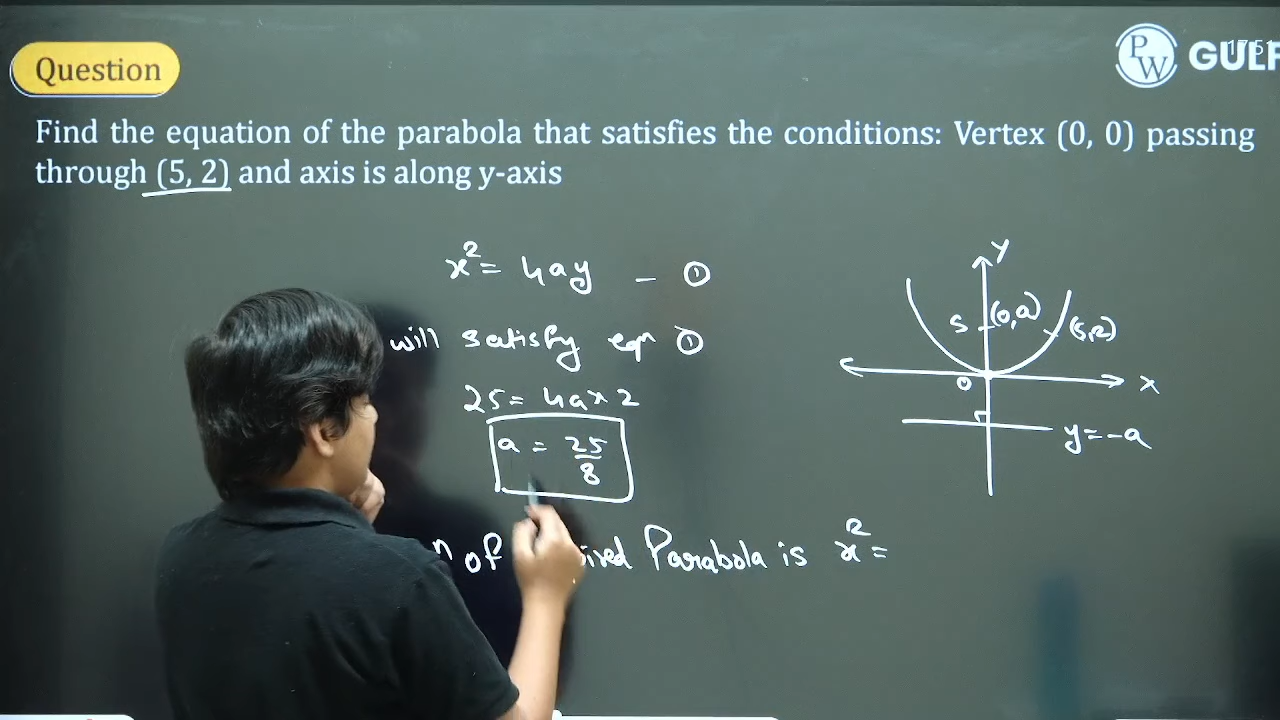 Question
PW GULF
Find the equation of the parabola that satisfies the conditions: Vertex (0, 0) passing
through (5, 2) and axis is along y-axis
x² = 4ay - ①
will satisfy eqn ①
25 = 4a × 2
a = 25/8
n of Parabola is x² =
y
S (0, a) (5, 2)
0 x
y = -a